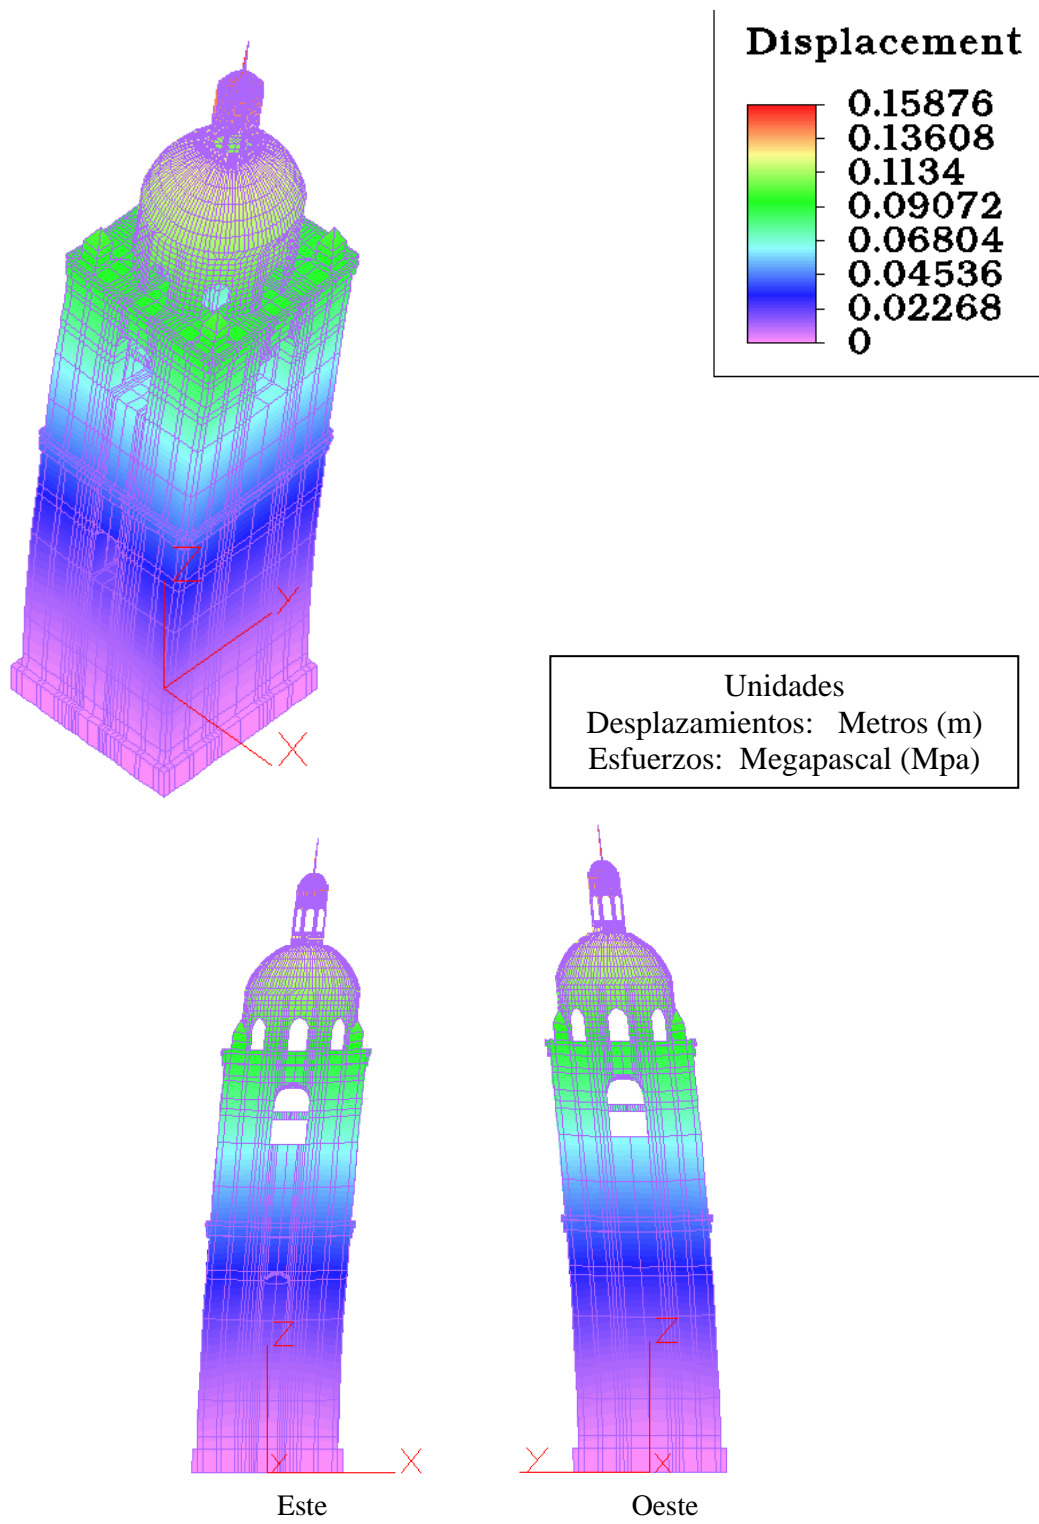 Displacement
0.15876
0.13608
0.1134
0.09072
0.06804
0.04536
0.02268
0
Z
Y
X
Unidades
Desplazamientos: Metros (m)
Esfuerzos: Megapascal (Mpa)
Z
Y
X
Z
Y
X
Este
Oeste